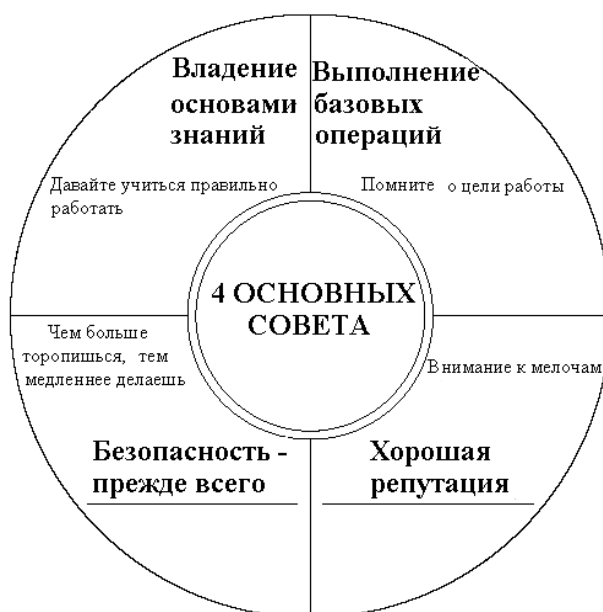 Владение
основами
знаний
Давайте учиться правильно
работать
Выполнение
базовых
операций
Помните о цели работы
4 ОСНОВНЫХ
СОВЕТА
Чем больше
торопишься, тем
медленнее делаешь
Безопасность -
прежде всего
Внимание к мелочам
Хорошая
репутация